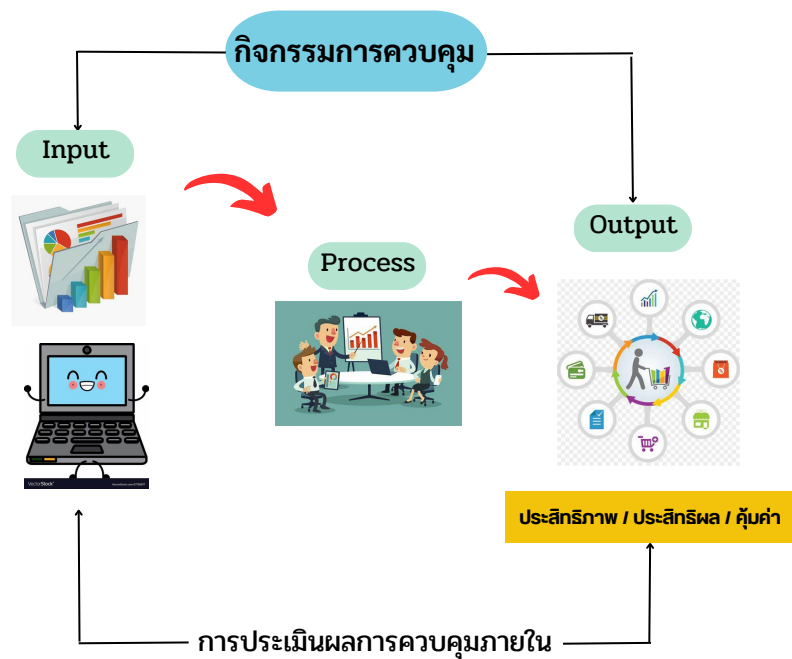 กิจกรรมการควบคุม
Input
Output
Process
VectorStock
ประสิทธิภาพ / ประสิทธิผล / คุ้มค่า
การประเมินผลการควบคุมภายใน